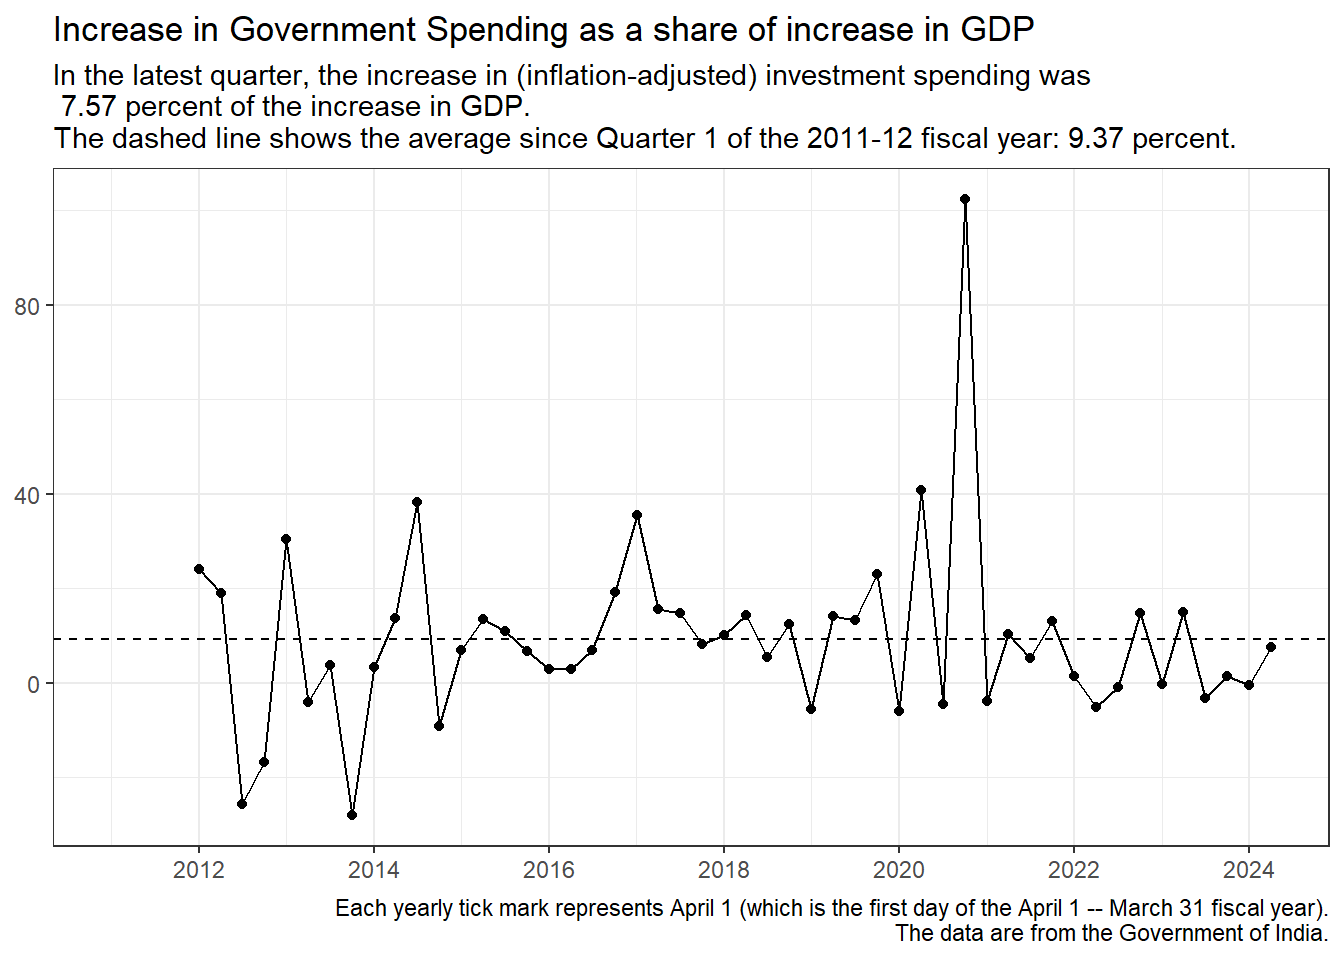 Increase in Government Spending as a share of increase in GDP
In the latest quarter, the increase in (inflation-adjusted) investment spending was
7.57 percent of the increase in GDP.
The dashed line shows the average since Quarter 1 of the 2011-12 fiscal year: 9.37 percent.
80
40
0
2012 2014 2016 2018 2020 2022 2024
Each yearly tick mark represents April 1 (which is the first day of the April 1 -- March 31 fiscal year).
The data are from the Government of India.